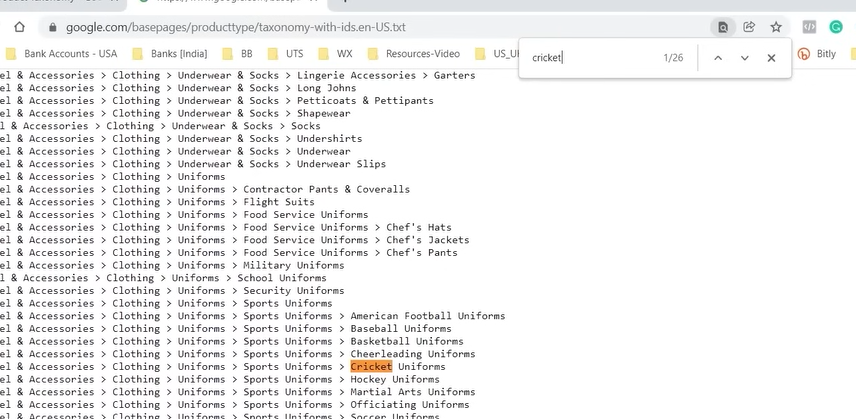 google.com/basepages/producttype/taxonomy-with-ids.en-US.txt
Bank Accounts - USA Banks [India] BB UTS WX Resources-Video Bitly
cricket 1/26
el & Accessories > Clothing > Underwear & Socks > Lingerie Accessories > Garters
el & Accessories > Clothing > Underwear & Socks > Long Johns
el & Accessories > Clothing > Underwear & Socks > Petticoats & Pettipants
el & Accessories > Clothing > Underwear & Socks > Shapewear
l & Accessories > Clothing > Underwear & Socks > Socks
el & Accessories > Clothing > Underwear & Socks > Undershirts
el & Accessories > Clothing > Underwear & Socks > Underwear
el & Accessories > Clothing > Underwear & Socks > Underwear Slips
el & Accessories > Clothing > Uniforms
el & Accessories > Clothing > Uniforms > Contractor Pants & Coveralls
el & Accessories > Clothing > Uniforms > Flight Suits
el & Accessories > Clothing > Uniforms > Food Service Uniforms
el & Accessories > Clothing > Uniforms > Food Service Uniforms > Chef's Hats
el & Accessories > Clothing > Uniforms > Food Service Uniforms > Chef's Jackets
el & Accessories > Clothing > Uniforms > Food Service Uniforms > Chef's Pants
el & Accessories > Clothing > Uniforms > Military Uniforms
l & Accessories > Clothing > Uniforms > School Uniforms
el & Accessories > Clothing > Uniforms > Security Uniforms
el & Accessories > Clothing > Uniforms > Sports Uniforms
el & Accessories > Clothing > Uniforms > Sports Uniforms > American Football Uniforms
el & Accessories > Clothing > Uniforms > Sports Uniforms > Baseball Uniforms
el & Accessories > Clothing > Uniforms > Sports Uniforms > Basketball Uniforms
el & Accessories > Clothing > Uniforms > Sports Uniforms > Cheerleading Uniforms
el & Accessories > Clothing > Uniforms > Sports Uniforms > Cricket Uniforms
el & Accessories > Clothing > Uniforms > Sports Uniforms > Hockey Uniforms
el & Accessories > Clothing > Uniforms > Sports Uniforms > Martial Arts Uniforms
el & Accessories > Clothing > Uniforms > Sports Uniforms > Officiating Uniforms
el & Accessories > Clothing > Uniforms > Sports Uniforms > Soccer Uniforms